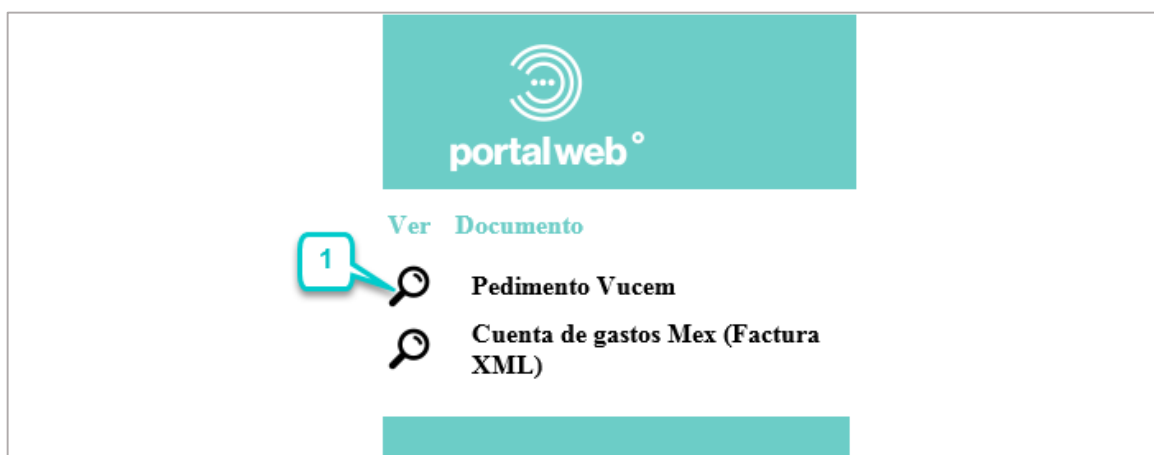 portalweb°
Ver Documento
1
Pedimento Vucem
Cuenta de gastos Mex (Factura
XML)